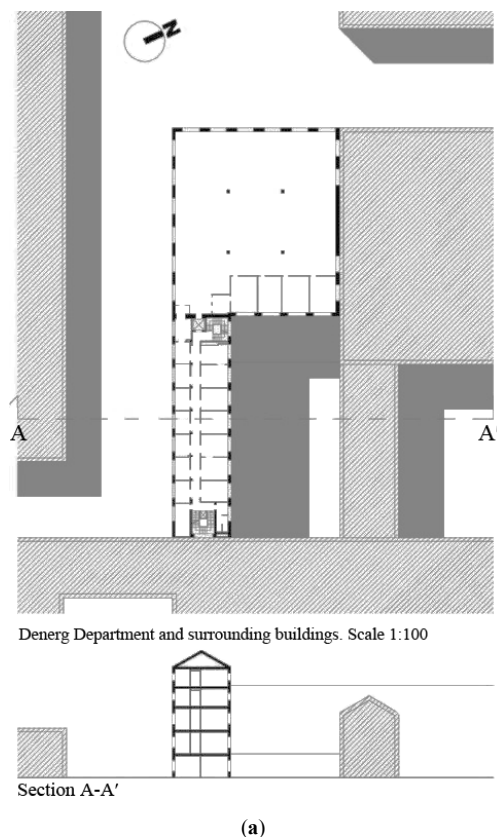 N
A
A'
Denerg Department and surrounding buildings. Scale 1:100
Section A-A′
(a)